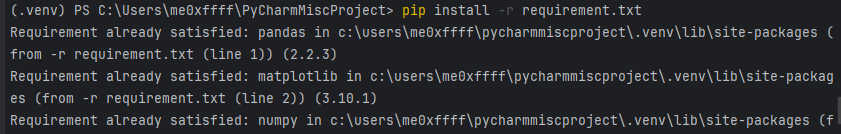 (.venv) PS C:\Users\me0xffff\PyCharmMiscProject> pip install -r requirement.txt
Requirement already satisfied: pandas in c:\users\me0xffff\pycharmmiscproject\.venv\lib\site-packages (
from -r requirement.txt (line 1)) (2.2.3)
Requirement already satisfied: matplotlib in c:\users\me0xffff\pycharmmiscproject\.venv\lib\site-packag
es (from -r requirement.txt (line 2)) (3.10.1)
Requirement already satisfied: numpy in c:\users\me0xffff\pycharmmiscproject\.venv\lib\site-packages (f